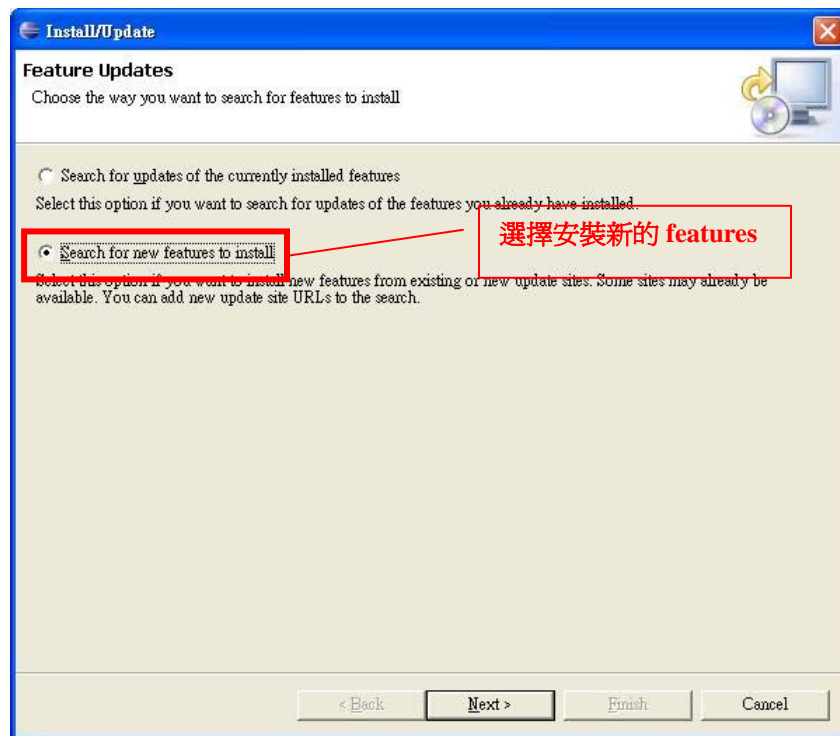 Install/Update
Feature Updates
Choose the way you want to search for features to install
Search for updates of the currently installed features
Select this option if you want to search for updates of the features you already have installed.
選擇安裝新的 features
Search for new features to install
Select this option if you want to install new features from existing or new update sites. Some sites may already be
available. You can add new update site URLs to the search.
< Back
Next >
Finish
Cancel